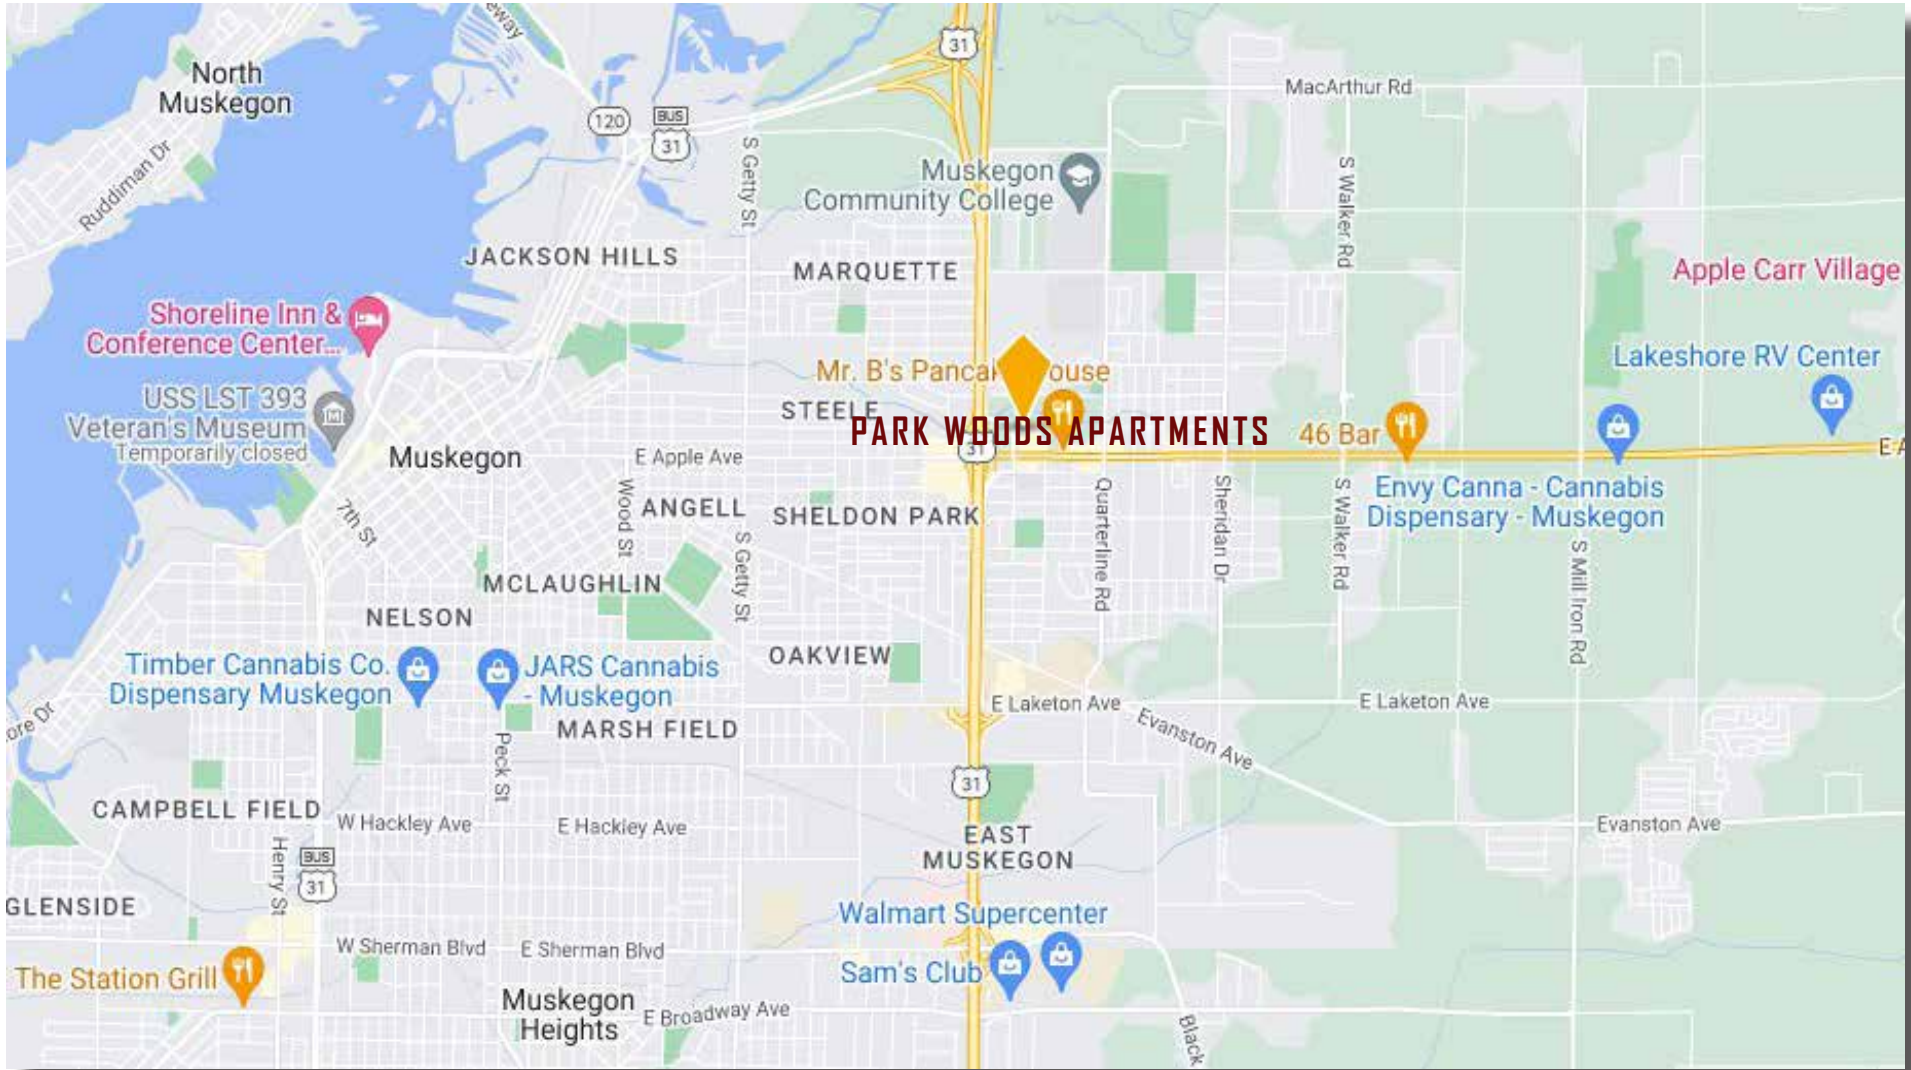 eway
31
North
Muskegon
MacArthur Rd
120
BUS
31
Ruddiman Dr
S Getty St
Muskegon
Community College
S Walker Rd
JACKSON HILLS
MARQUETTE
Apple Carr Village
Shoreline Inn &
Conference Center...
Lakeshore RV Center
Mr. B's Panca
ouse
USS LST 393
Veteran's Museum
Temporarily closed
STEELE
PARK WOODS APARTMENTS
46 Bar
Muskegon
E Apple Ave
31
E A
7th St
Wood St
ANGELL
SHELDON PARK
Quarterline Rd
Sheridan Dr
S Walker Rd
Envy Canna - Cannabis
Dispensary - Muskegon
S Getty St
S Mill Iron Rd
MCLAUGHLIN
NELSON
OAKVIEW
Timber Cannabis Co.
Dispensary Muskegon
JARS Cannabis
- Muskegon
E Laketon Ave
E Laketon Ave
ore Dr
MARSH FIELD
Evanston Ave
Peck St
31
CAMPBELL FIELD
W Hackley Ave
E Hackley Ave
Evanston Ave
EAST
MUSKEGON
Henry St
BUS
31
GLENSIDE
Walmart Supercenter
W Sherman Blvd
E Sherman Blvd
The Station Grill
Sam's Club
Muskegon
Heights
E Broadway Ave
Black